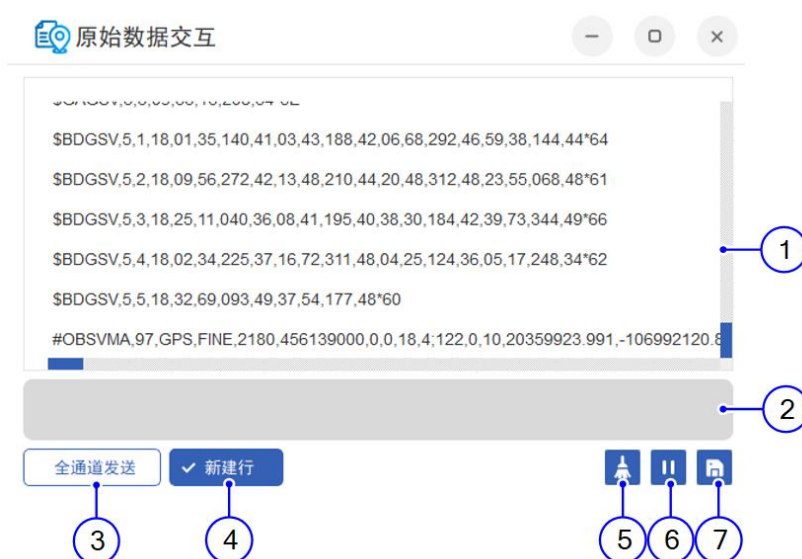 原始数据交互
$BDGSV,5,1,18,01,35,140,41,03,43,188,42,06,68,292,46,59,38,144,44*64
$BDGSV,5,2,18,09,56,272,42,13,48,210,44,20,48,312,48,23,55,068,48*61
$BDGSV,5,3,18,25,11,040,36,08,41,195,40,38,30,184,42,39,73,344,49*66
$BDGSV,5,4,18,02,34,225,37,16,72,311,48,04,25,124,36,05,17,248,34*62
$BDGSV,5,5,18,32,69,093,49,37,54,177,48*60
#OBSVMA,97,GPS,FINE,2180,456139000,0,0,18,4;122,0,10,20359923.991,-106992120.8
1
2
全通道发送 新建行
3 4 5 6 7